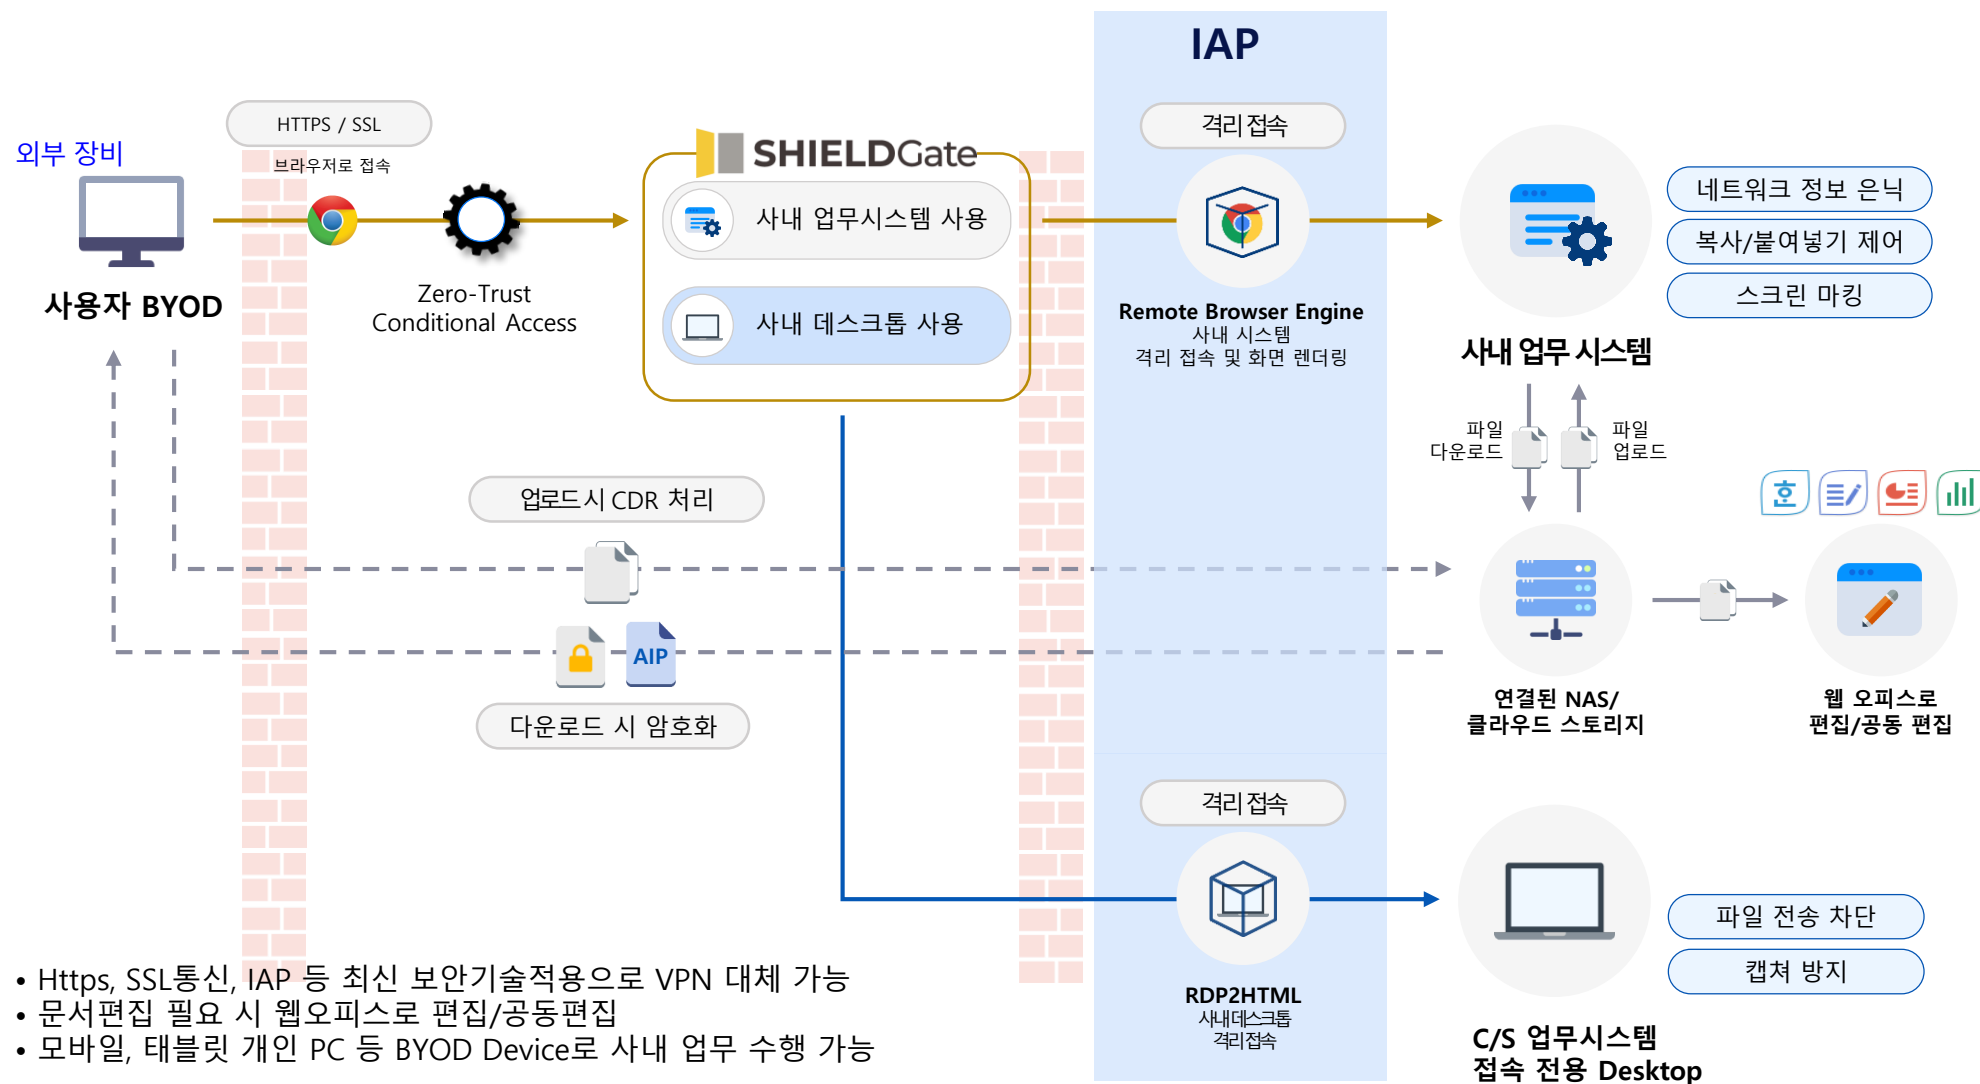 IAP
HTTPS / SSL
브라우저로 접속
외부 장비
사용자 BYOD
Zero-Trust
Conditional Access
SHIELDGate
사내 업무시스템 사용
사내 데스크톱 사용
격리 접속
Remote Browser Engine
사내 시스템
격리 접속 및 화면 렌더링
사내 업무 시스템
네트워크 정보 은닉
복사/붙여넣기 제어
스크린 마킹
파일
다운로드
파일
업로드
업로드 시 CDR 처리
AIP
다운로드 시 암호화
한
연결된 NAS/
클라우드 스토리지
웹 오피스로
편집/공동 편집
격리 접속
RDP2HTML
사내 데스크톱
격리 접속
C/S 업무시스템
접속 전용 Desktop
파일 전송 차단
캡쳐 방지
• Https, SSL통신, IAP 등 최신 보안기술적용으로 VPN 대체 가능
• 문서편집 필요 시 웹오피스로 편집/공동편집
• 모바일, 태블릿 개인 PC 등 BYOD Device로 사내 업무 수행 가능